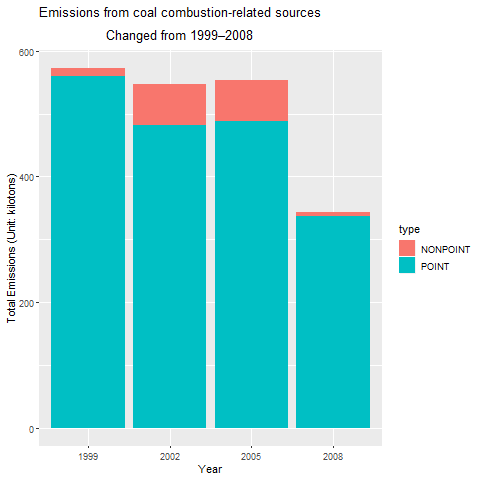 Emissions from coal combustion-related sources
Changed from 1999–2008
Total Emissions (Unit: kilotons)
600
400
200
0
1999 2002 2005 2008
Year
type
NONPOINT
POINT